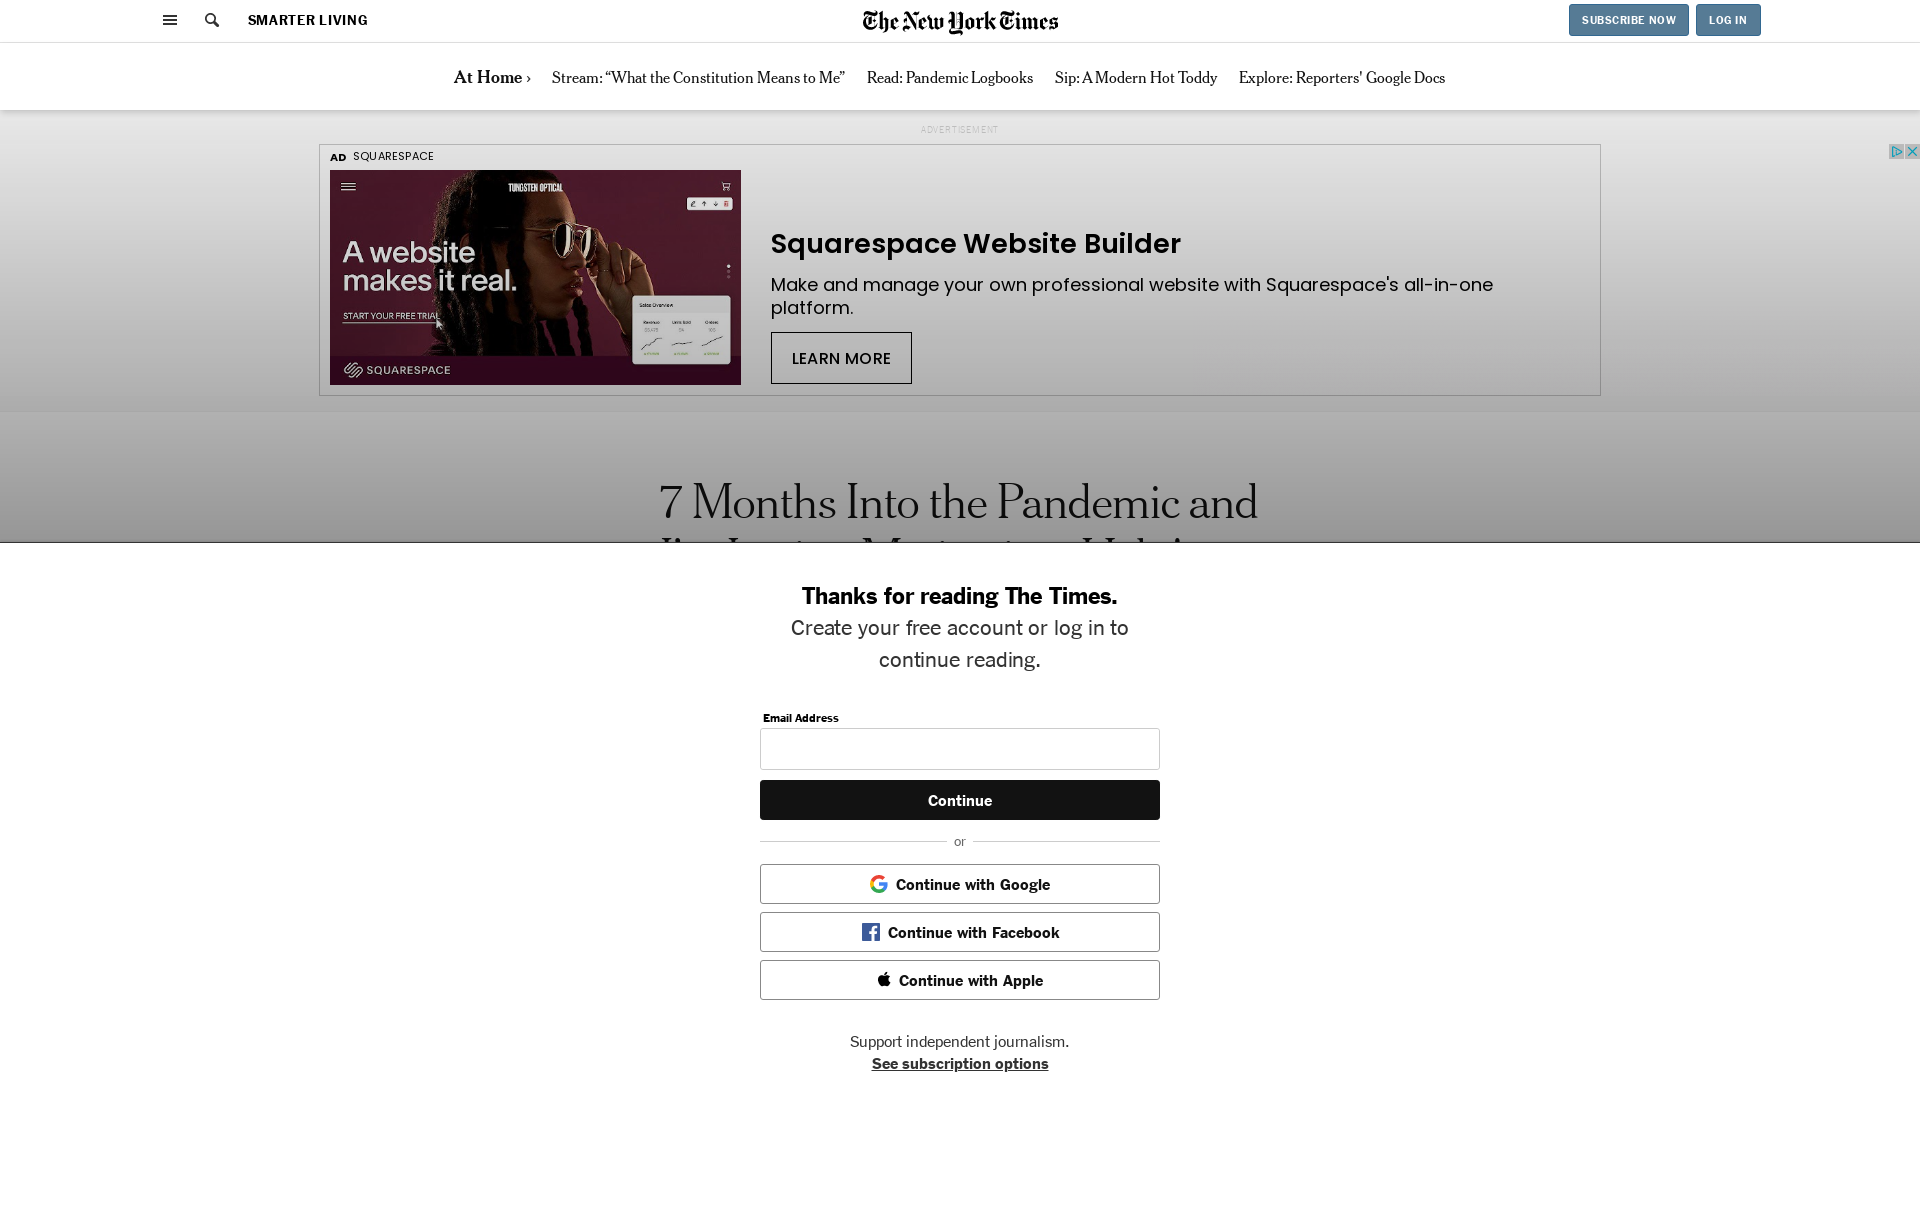 SMARTER LIVING
The New York Times
SUBSCRIBE NOW
LOG IN
At Home › Stream: “What the Constitution Means to Me” Read: Pandemic Logbooks Sip: A Modern Hot Toddy Explore: Reporters' Google Docs
ADVERTISEMENT
AD SQUARESPACE
TUNGSTEN OPTICAL
A website
makes it real.
START YOUR FREE TRIAL
Sales Overview
Revenue Units Sold Orders
SQUARESPACE
Squarespace Website Builder
Make and manage your own professional website with Squarespace's all-in-one
platform.
LEARN MORE
7 Months Into the Pandemic and
Thanks for reading The Times.
Create your free account or log in to
continue reading.
Email Address
Continue
or
Continue with Google
Continue with Facebook
Continue with Apple
Support independent journalism.
See subscription options